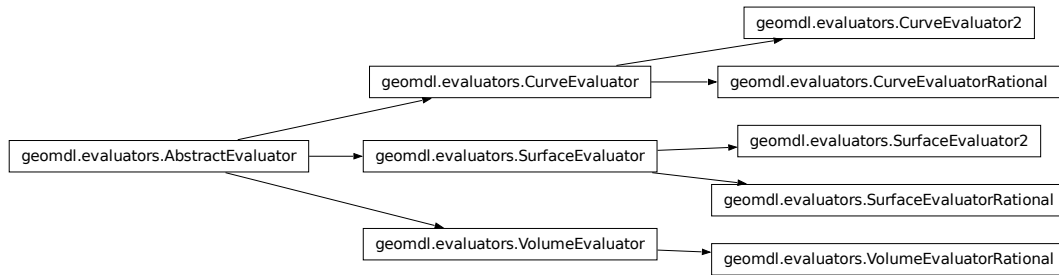 geomdl.evaluators.CurveEvaluator2
geomdl.evaluators.CurveEvaluator
geomdl.evaluators.CurveEvaluatorRational
geomdl.evaluators.AbstractEvaluator
geomdl.evaluators.SurfaceEvaluator
geomdl.evaluators.SurfaceEvaluator2
geomdl.evaluators.SurfaceEvaluatorRational
geomdl.evaluators.VolumeEvaluator
geomdl.evaluators.VolumeEvaluatorRational